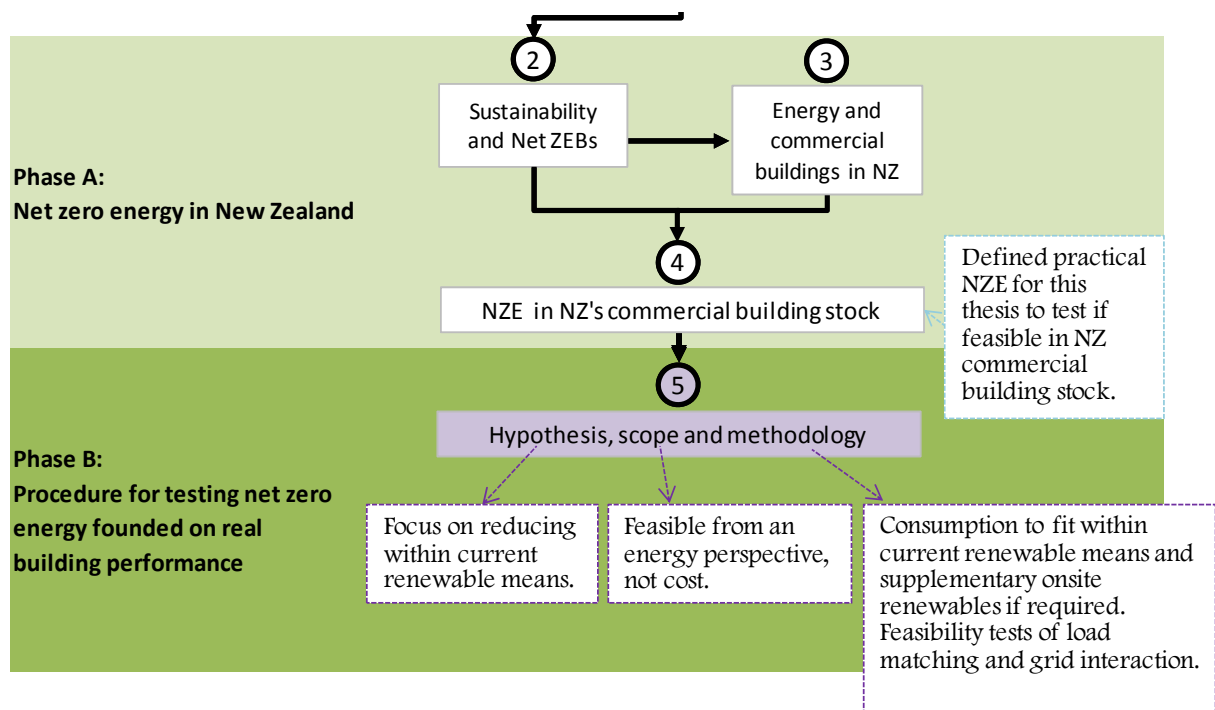 2
3
Sustainability
and Net ZEBs
Energy and
commercial
buildings in NZ
Phase A:
Net zero energy in New Zealand
4
NZE in NZ's commercial building stock
Defined practical
NZE for this
thesis to test if
feasible in NZ
commercial
building stock.
5
Hypothesis, scope and methodology
Phase B:
Procedure for testing net zero
energy founded on real
building performance
Focus on reducing
within current
renewable means.
Feasible from an
energy perspective,
not cost.
Consumption to fit within
current renewable means and
supplementary onsite
renewables if required.
Feasibility tests of load
matching and grid interaction.